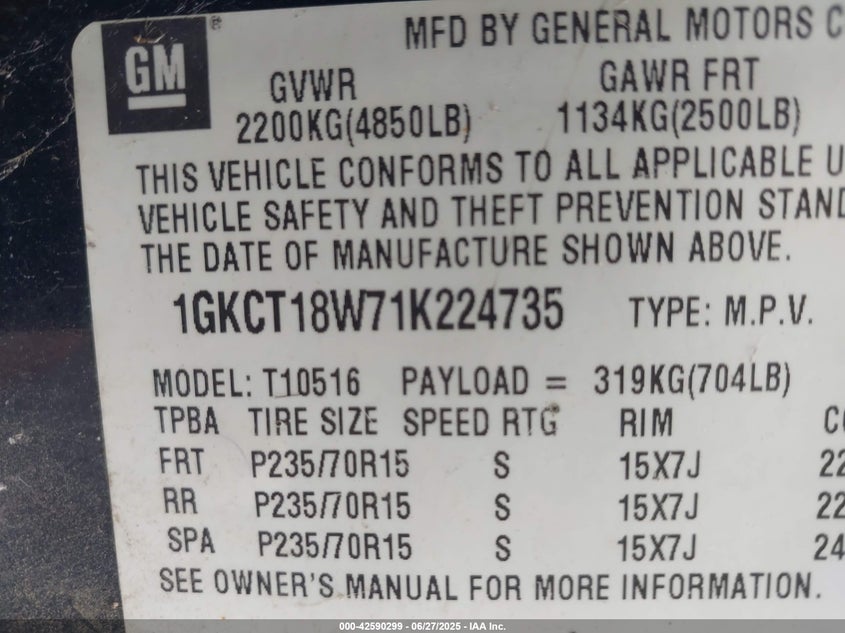 GM®
MFD BY GENERAL MOTORS C
GVWR GAWR FRT
2200KG(4850LB) 1134KG(2500LB)
THIS VEHICLE CONFORMS TO ALL APPLICABLE U
VEHICLE SAFETY AND THEFT PREVENTION STAND
THE DATE OF MANUFACTURE SHOWN ABOVE.
1GKCT18W71K224735 TYPE: M.P.V.
MODEL: T10516 PAYLOAD = 319KG(704LB)
TPBA TIRE SIZE SPEED RTG RIM CO
FRT P235/70R15 S 15X7J 22
RR P235/70R15 S 15X7J 22
SPA P235/70R15 S 15X7J 24
SEE OWNER'S MANUAL FOR MORE INFORMATION.
000-42590299 - 06/27/2025 - IAA Inc.